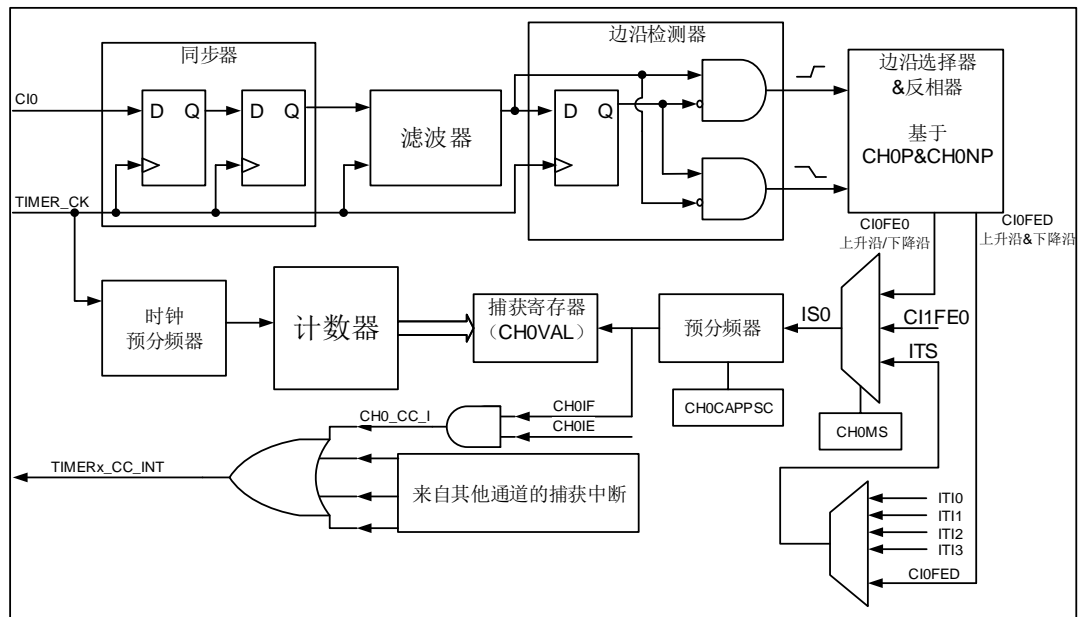 同步器
边沿检测器
CI0
D Q
D Q
滤波器
D Q
边沿选择器
&反相器
基于
CH0P&CH0NP
TIMER_CK
CI0FE0
上升沿/下降沿
CI0FED
上升沿&下降沿
时钟
预分频器
计数器
捕获寄存器
（CH0VAL）
预分频器
IS0
CI1FE0
ITS
CH0CAPPSC
CH0MS
CH0_CC_I
CH0IF
CH0IE
TIMERx_CC_INT
来自其他通道的捕获中断
ITI0
ITI1
ITI2
ITI3
CI0FED